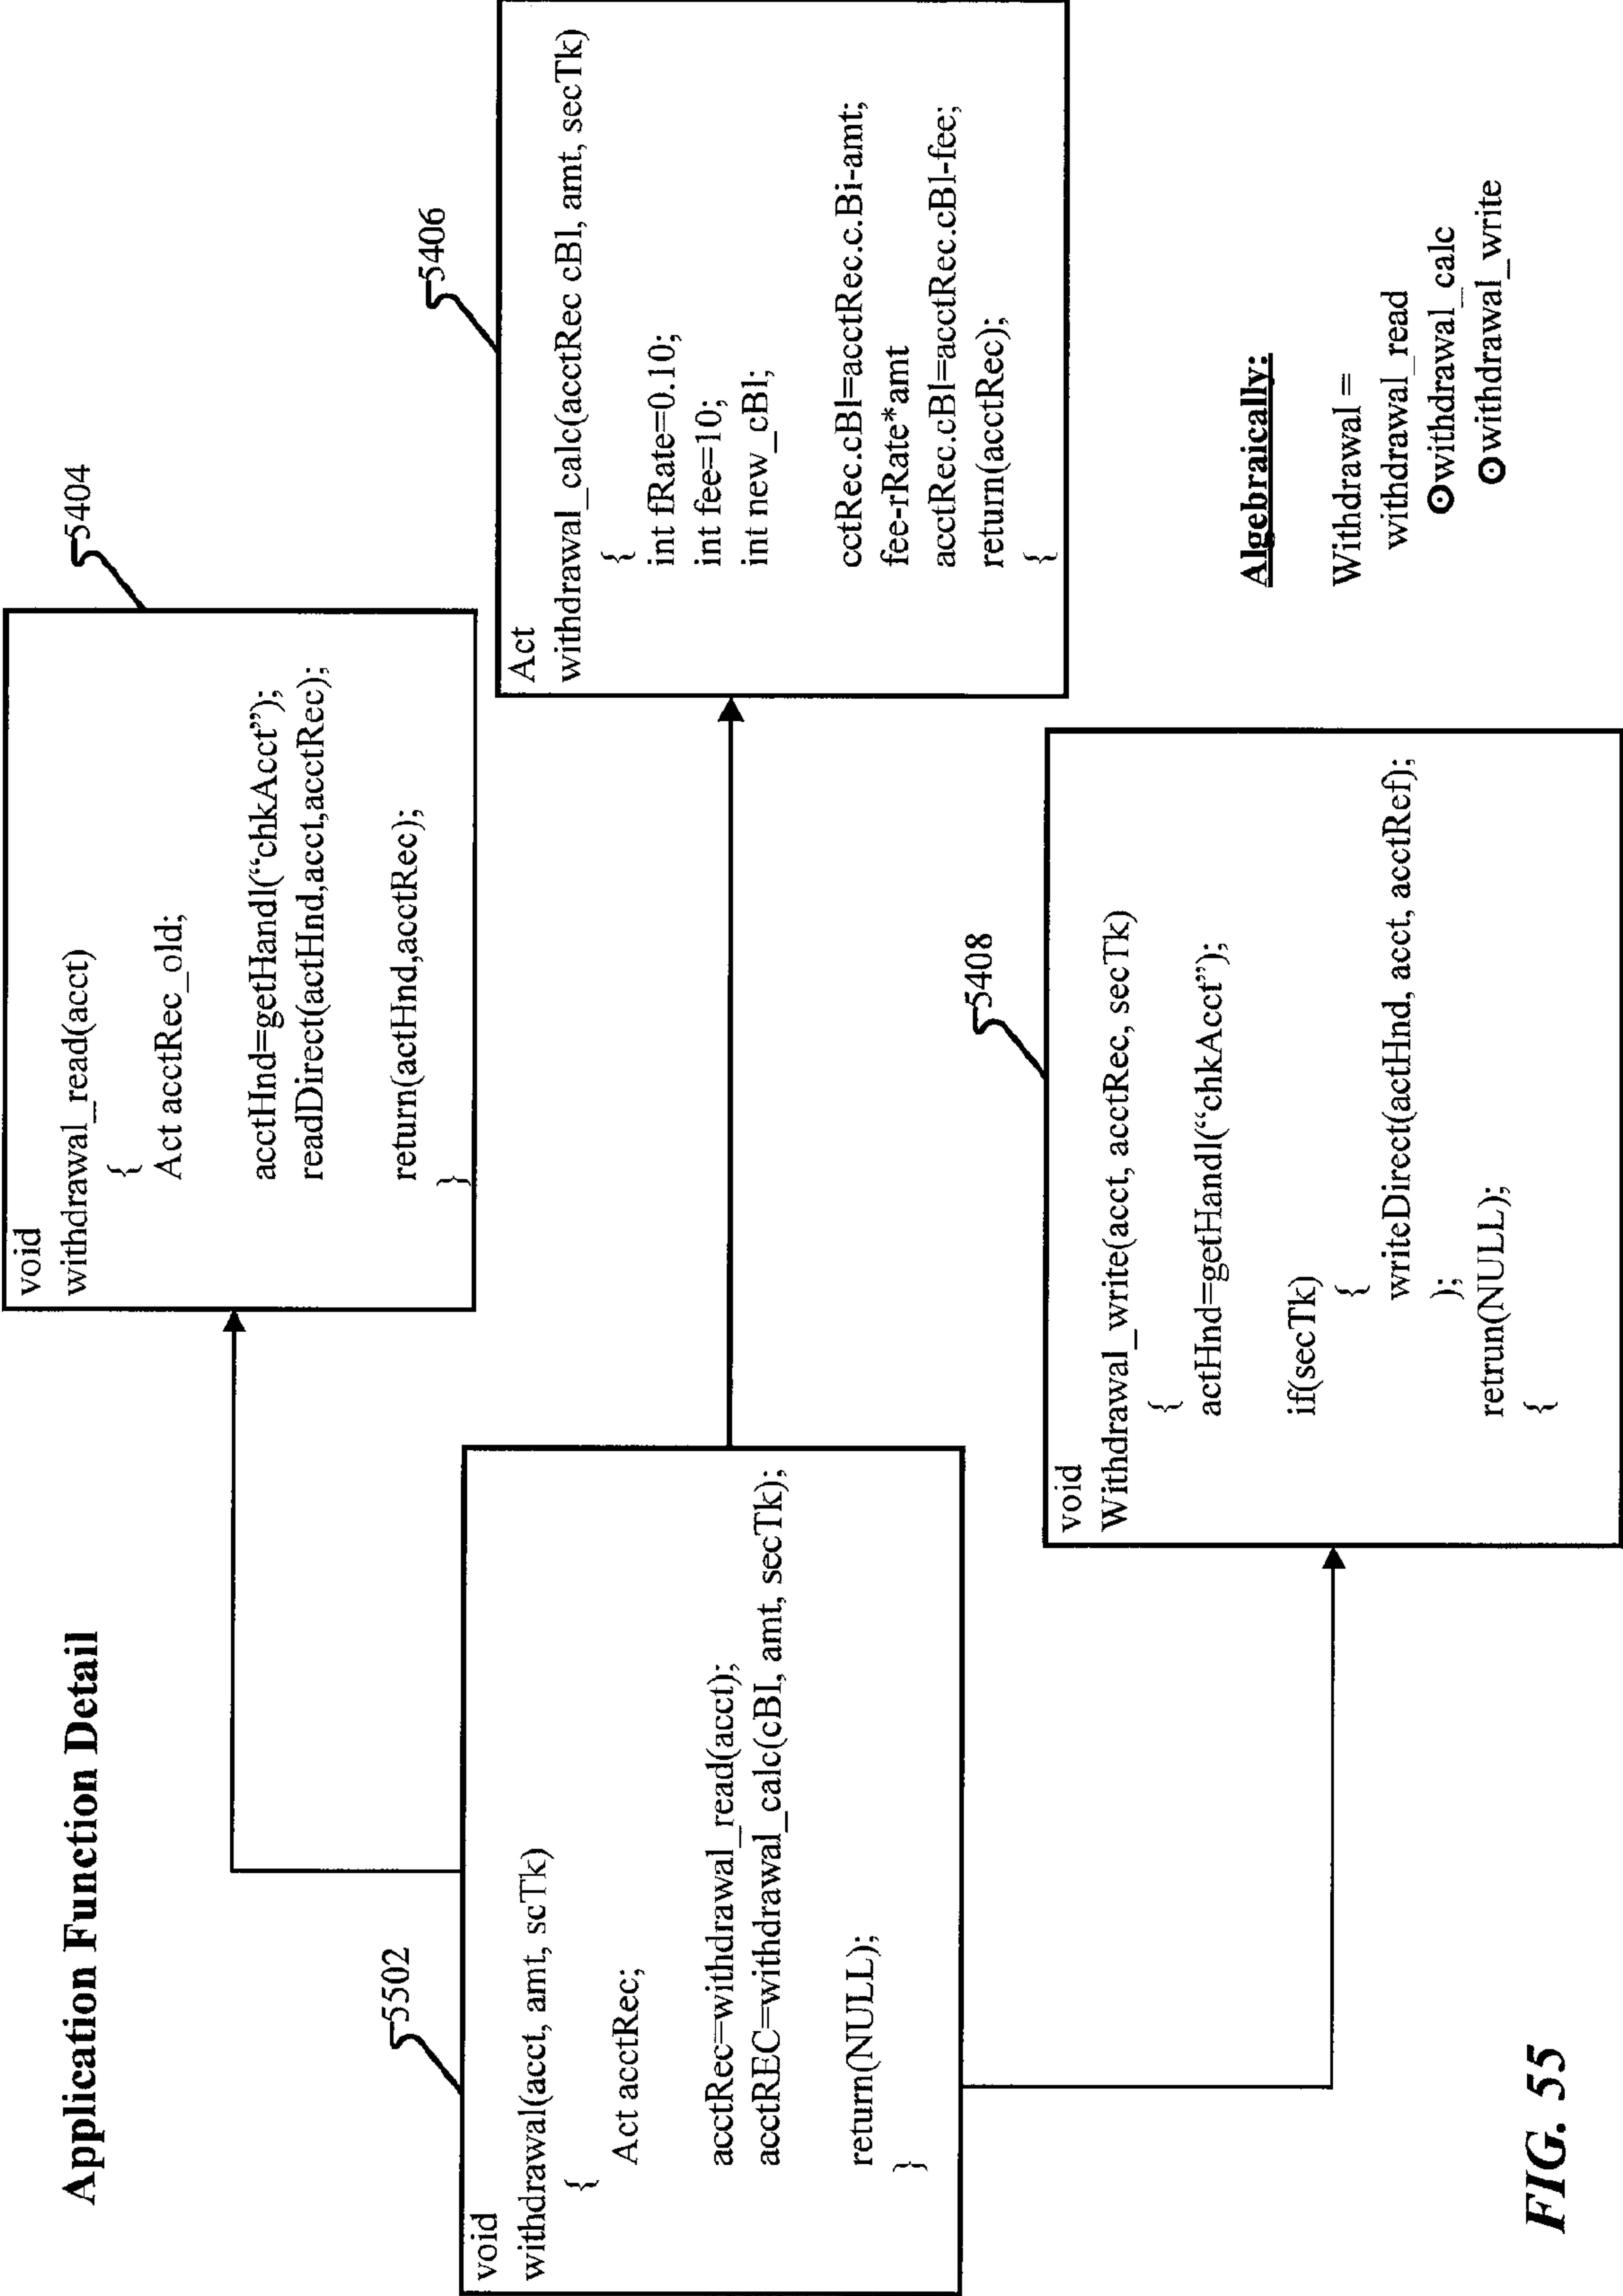 Application Function Detail
5502
void
withdrawal(acct, amt, scTk)
{
Act acctRec;
acctRec=withdrawal_read(acct);
acctREC=withdrawal_calc(cBl, amt, secTk);
return(NULL);
}
5404
void
withdrawal_read(acct)
{
Act acctRec_old;
acctHnd=getHandl("chkAcct");
readDirect(actHnd,acct,acctRec);
return(actHnd,acctRec);
}
5406
Act
withdrawal_calc(acctRec cBl, amt, secTk)
{
int fRate=0.10;
int fee=10;
int new_cBl;
cctRec.cBl=acctRec.c.Bi-amt;
fee-rRate*amt
acctRec.cBl=acctRec.cBl-fee;
return(acctRec);
{
5408
void
Withdrawal_write(acct, acctRec, secTk)
{
actHnd=getHandl("chkAcct");
if(secTk)
{
writeDirect(actHnd, acct, acctRef);
);
retrun(NULL);
{
Algebraically:
Withdrawal =
withdrawal_read
⊙withdrawal_calc
⊙withdrawal_write
FIG. 55